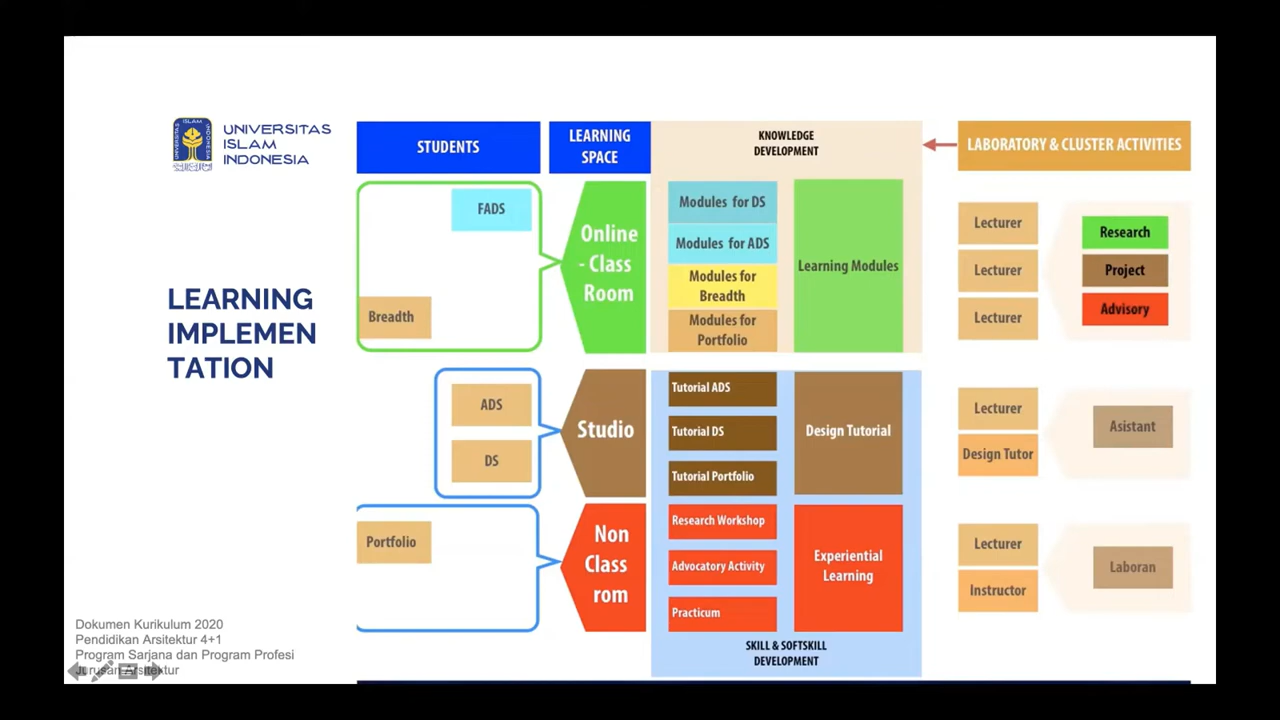 UNIVERSITAS
ISLAM
INDONESIA
LEARNING
IMPLEMEN
TATION
STUDENTS
LEARNING
SPACE
KNOWLEDGE
DEVELOPMENT
LABORATORY & CLUSTER ACTIVITIES
FADS
Breadth
Online
- Class
Room
Modules for DS
Modules for ADS
Modules for
Breadth
Modules for
Portfolio
Learning Modules
Lecturer
Lecturer
Lecturer
Research
Project
Advisory
ADS
DS
Studio
Tutorial ADS
Tutorial DS
Tutorial Portfolio
Design Tutorial
Lecturer
Design Tutor
Asistant
Portfolio
Non
Class
rom
Research Workshop
Advocatory Activity
Practicum
Experiential
Learning
Lecturer
Instructor
Laboran
SKILL & SOFTSKILL
DEVELOPMENT
Dokumen Kurikulum 2020
Pendidikan Arsitektur 4+1
Program Sarjana dan Program Profesi
Jurusan Arsitektur